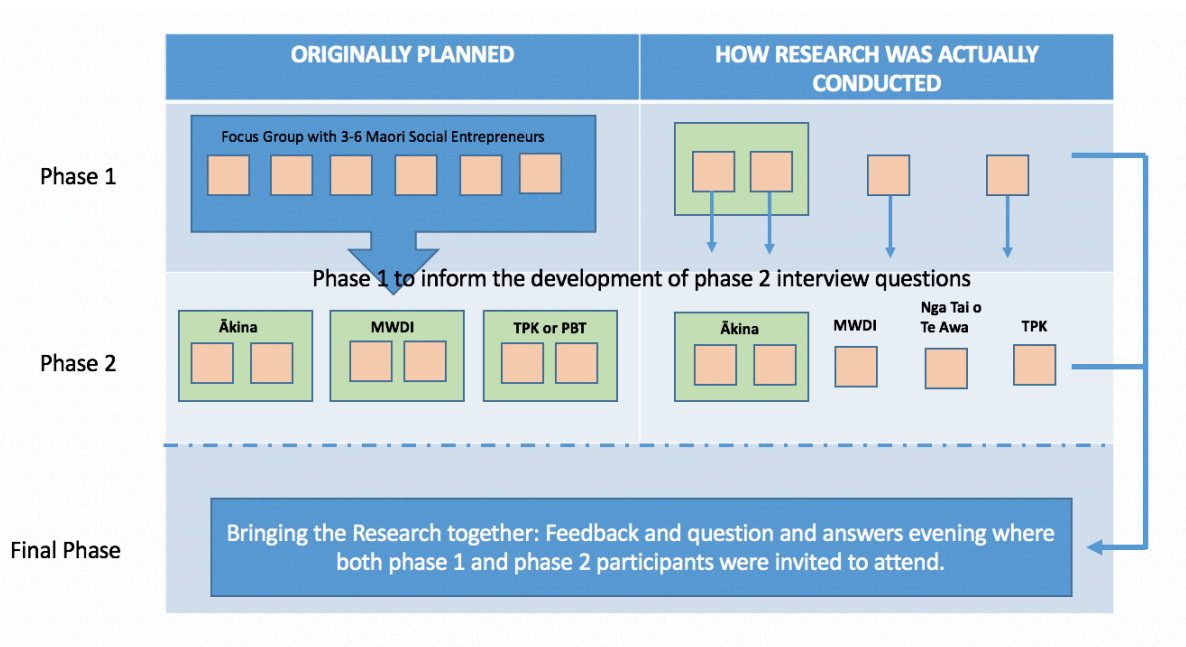 ORIGINALLY PLANNED
HOW RESEARCH WAS ACTUALLY
CONDUCTED
Phase 1
Focus Group with 3-6 Maori Social Entrepreneurs
Phase 1 to inform the development of phase 2 interview questions
Phase 2
Ākina
MWDI
TPK or PBT
Ākina
MWDI
Nga Tai o
Te Awa
TPK
Final Phase
Bringing the Research together: Feedback and question and answers evening where
both phase 1 and phase 2 participants were invited to attend.